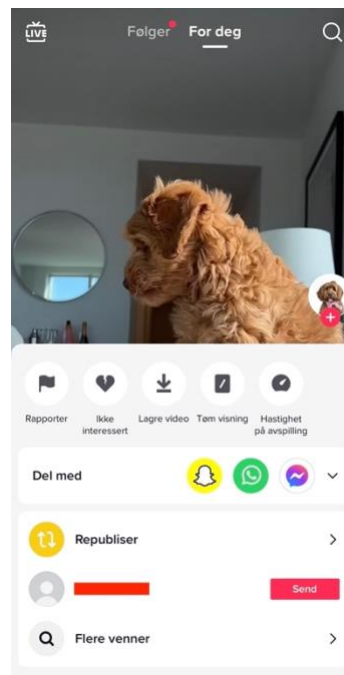 LIVE
Følger For deg
Rapporter Ikke Lagre video Tøm visning Hastighet
interessert på avspilling
Del med
Republiser
Send
Flere venner